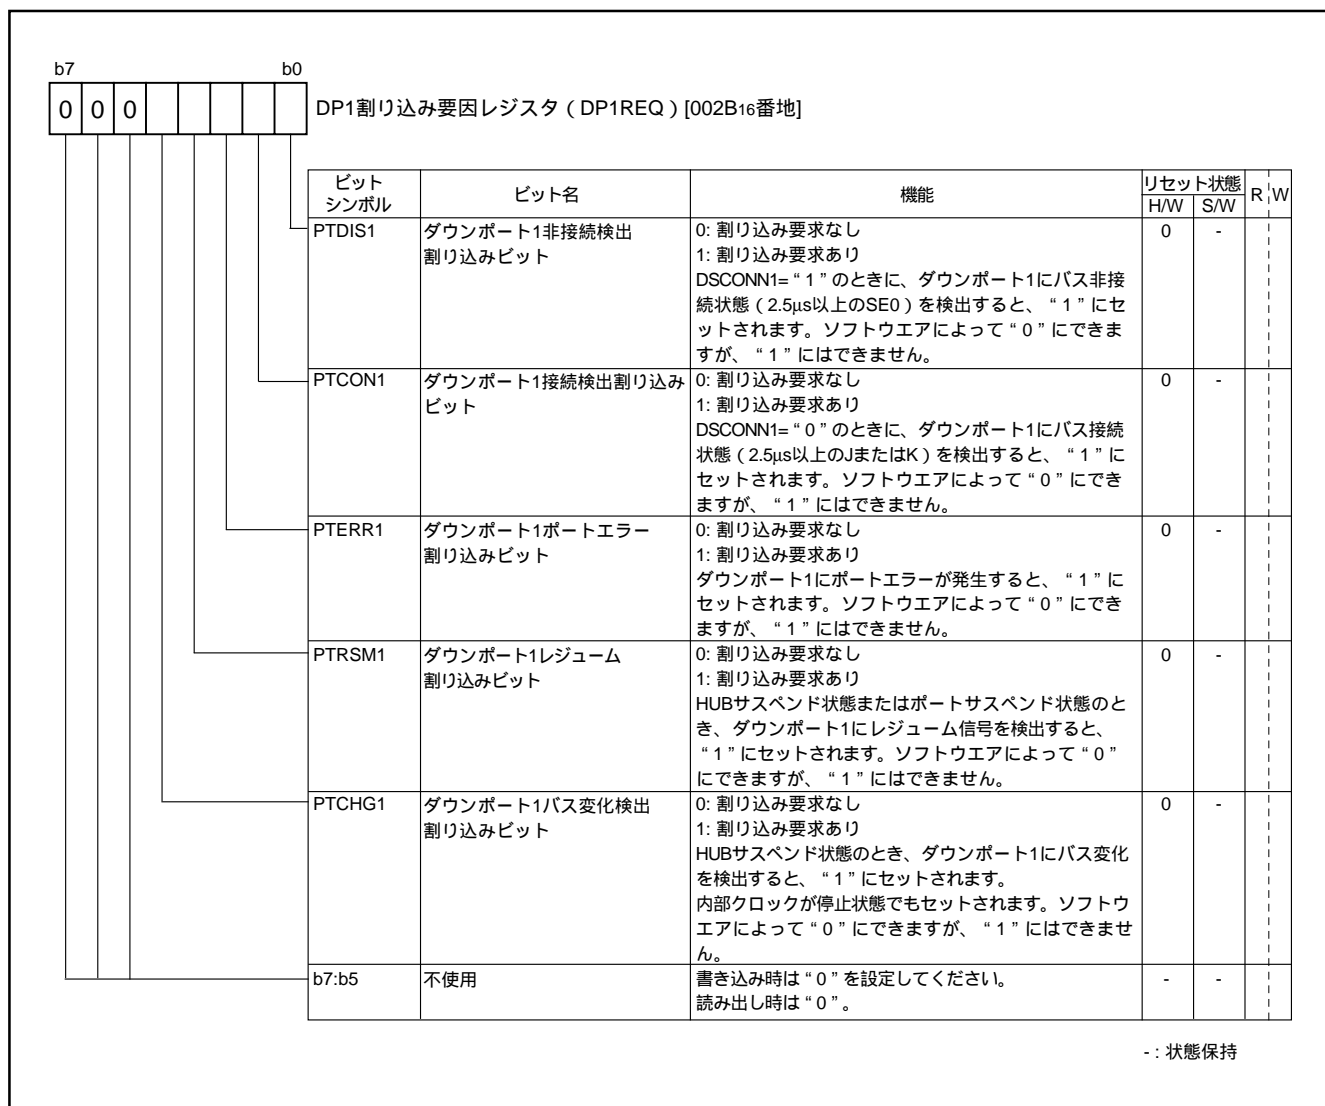 b7 b0
0 0 0
DP1割り込み要因レジスタ（DP1REQ）[002B16番地]
ビット
シンボル
ビット名
機能
リセット状態
H/W S/W
R W
PTDIS1
ダウンポート1非接続検出
割り込みビット
0: 割り込み要求なし
1: 割り込み要求あり
DSCONN1=“1”のときに、ダウンポート1にバス非接
続状態（2.5μs以上のSE0）を検出すると、“1”にセ
ットされます。ソフトウエアによって“0”にできま
すが、“1”にはできません。
0 -
PTCON1
ダウンポート1接続検出割り込み
ビット
0: 割り込み要求なし
1: 割り込み要求あり
DSCONN1=“0”のときに、ダウンポート1にバス接続
状態（2.5μs以上のJまたはK）を検出すると、“1”に
セットされます。ソフトウエアによって“0”にでき
ますが、“1”にはできません。
0 -
PTERR1
ダウンポート1ポートエラー
割り込みビット
0: 割り込み要求なし
1: 割り込み要求あり
ダウンポート1にポートエラーが発生すると、“1”に
セットされます。ソフトウエアによって“0”にでき
ますが、“1”にはできません。
0 -
PTRSM1
ダウンポート1レジューム
割り込みビット
0: 割り込み要求なし
1: 割り込み要求あり
HUBサスペンド状態またはポートサスペンド状態のと
き、ダウンポート1にレジューム信号を検出すると、
“1”にセットされます。ソフトウエアによって“0”
にできますが、“1”にはできません。
0 -
PTCHG1
ダウンポート1バス変化検出
割り込みビット
0: 割り込み要求なし
1: 割り込み要求あり
HUBサスペンド状態のとき、ダウンポート1にバス変化
を検出すると、“1”にセットされます。
内部クロックが停止状態でもセットされます。ソフトウ
エアによって“0”にできますが、“1”にはできませ
ん。
0 -
b7:b5
不使用
書き込み時は“0”を設定してください。
読み出し時は“0”。
- -
- : 状態保持